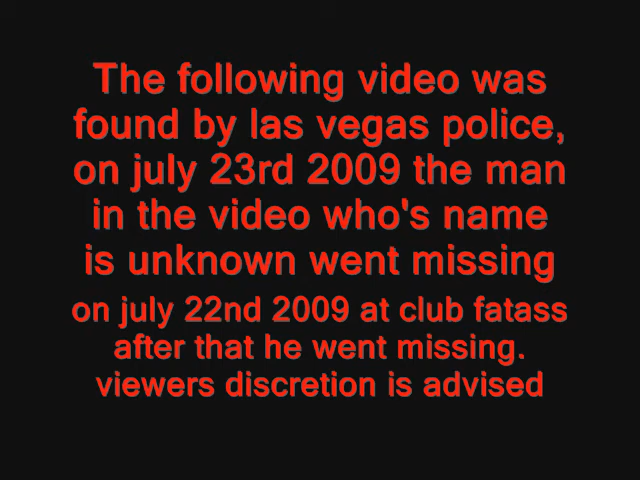 The following video was
found by las vegas police,
on july 23rd 2009 the man
in the video who's name
is unknown went missing
on july 22nd 2009 at club fatass
after that he went missing.
viewers discretion is advised